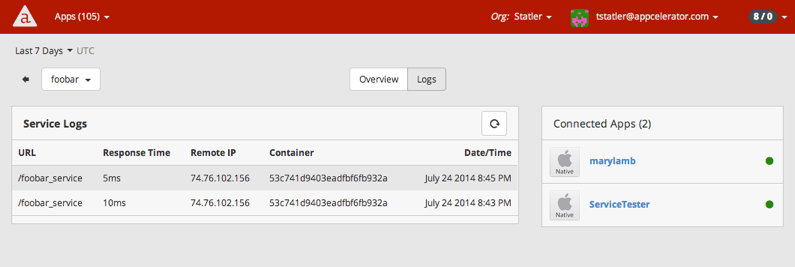 a Apps (105) Org: Statler tstatler@appcelerator.com 8 / 0
Last 7 Days UTC
foobar Overview Logs
Service Logs
URL Response Time Remote IP Container Date/Time
/foobar_service 5ms 74.76.102.156 53c741d9403eadfbf6fb932a July 24 2014 8:45 PM
/foobar_service 10ms 74.76.102.156 53c741d9403eadfbf6fb932a July 24 2014 8:43 PM
Connected Apps (2)
Native marylamb
Native ServiceTester